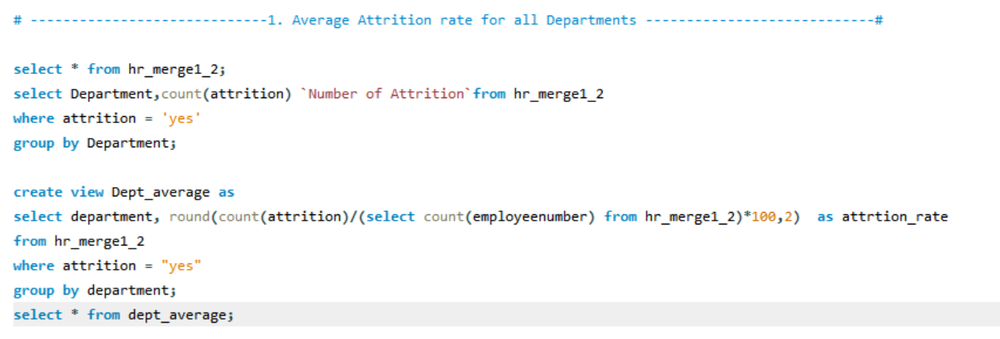 # -----------------------------1. Average Attrition rate for all Departments ----------------------------#
select * from hr_merge1_2;
select Department,count(attrition) `Number of Attrition`from hr_merge1_2
where attrition = 'yes'
group by Department;
create view Dept_average as
select department, round(count(attrition)/(select count(employeenumber) from hr_merge1_2)*100,2)  as attrtion_rate
from hr_merge1_2
where attrition = "yes"
group by department;
select * from dept_average;